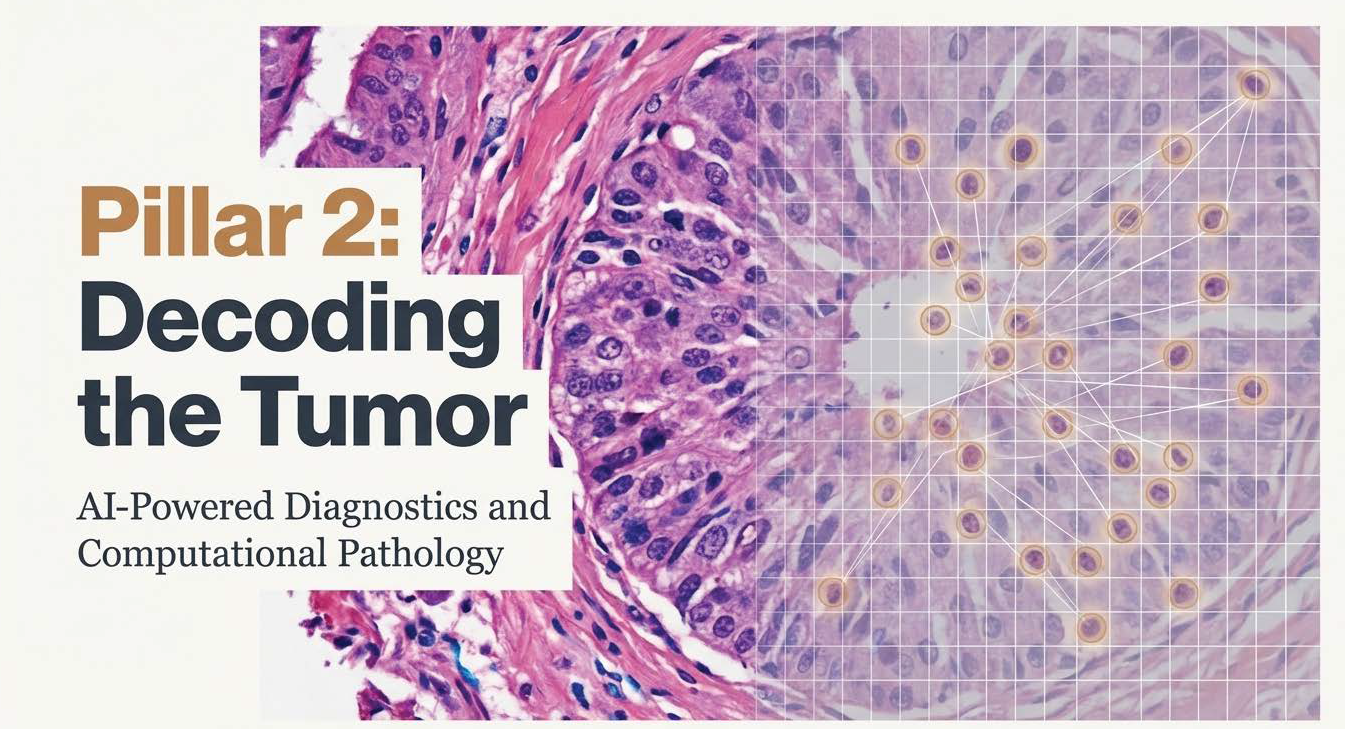 Pillar 2:
Decoding
the Tumor
AI-Powered Diagnostics and
Computational Pathology